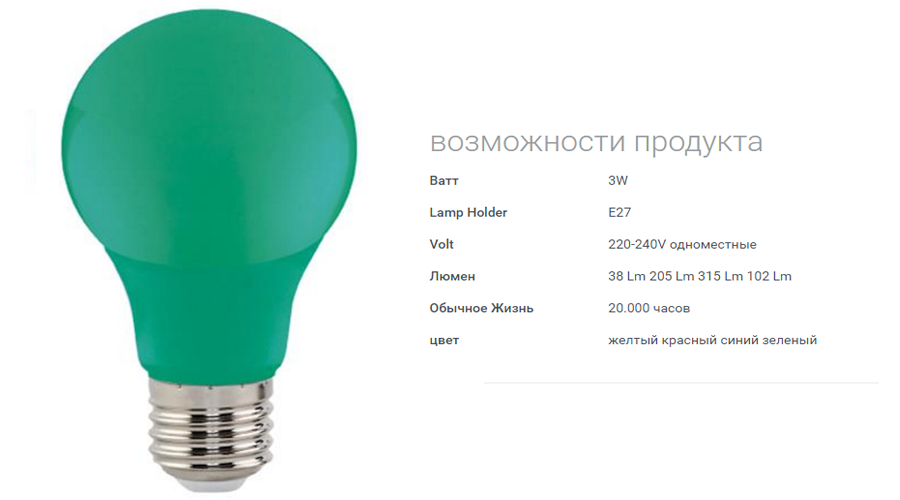 возможности продукта
Ватт 3W
Lamp Holder E27
Volt 220-240V одноместные
Люмен 38 Lm 205 Lm 315 Lm 102 Lm
Обычное Жизнь 20.000 часов
цвет желтый красный синий зеленый